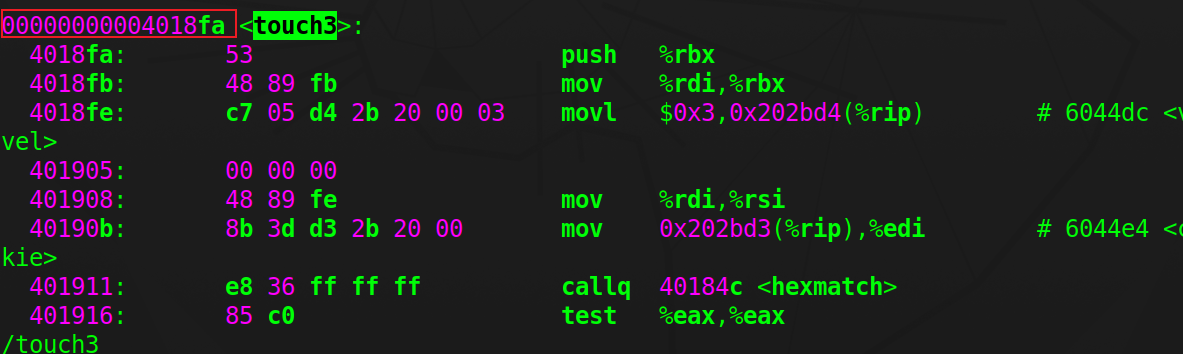 00000000004018fa <touch3>:
  4018fa:       53                      push   %rbx
  4018fb:       48 89 fb                mov    %rdi,%rbx
  4018fe:       c7 05 d4 2b 20 00 03    movl   $0x3,0x202bd4(%rip)        # 6044dc <v
vel>
  401905:       00 00 00
  401908:       48 89 fe                mov    %rdi,%rsi
  40190b:       8b 3d d3 2b 20 00       mov    0x202bd3(%rip),%edi        # 6044e4 <c
kie>
  401911:       e8 36 ff ff ff          callq  40184c <hexmatch>
  401916:       85 c0                   test   %eax,%eax
/touch3